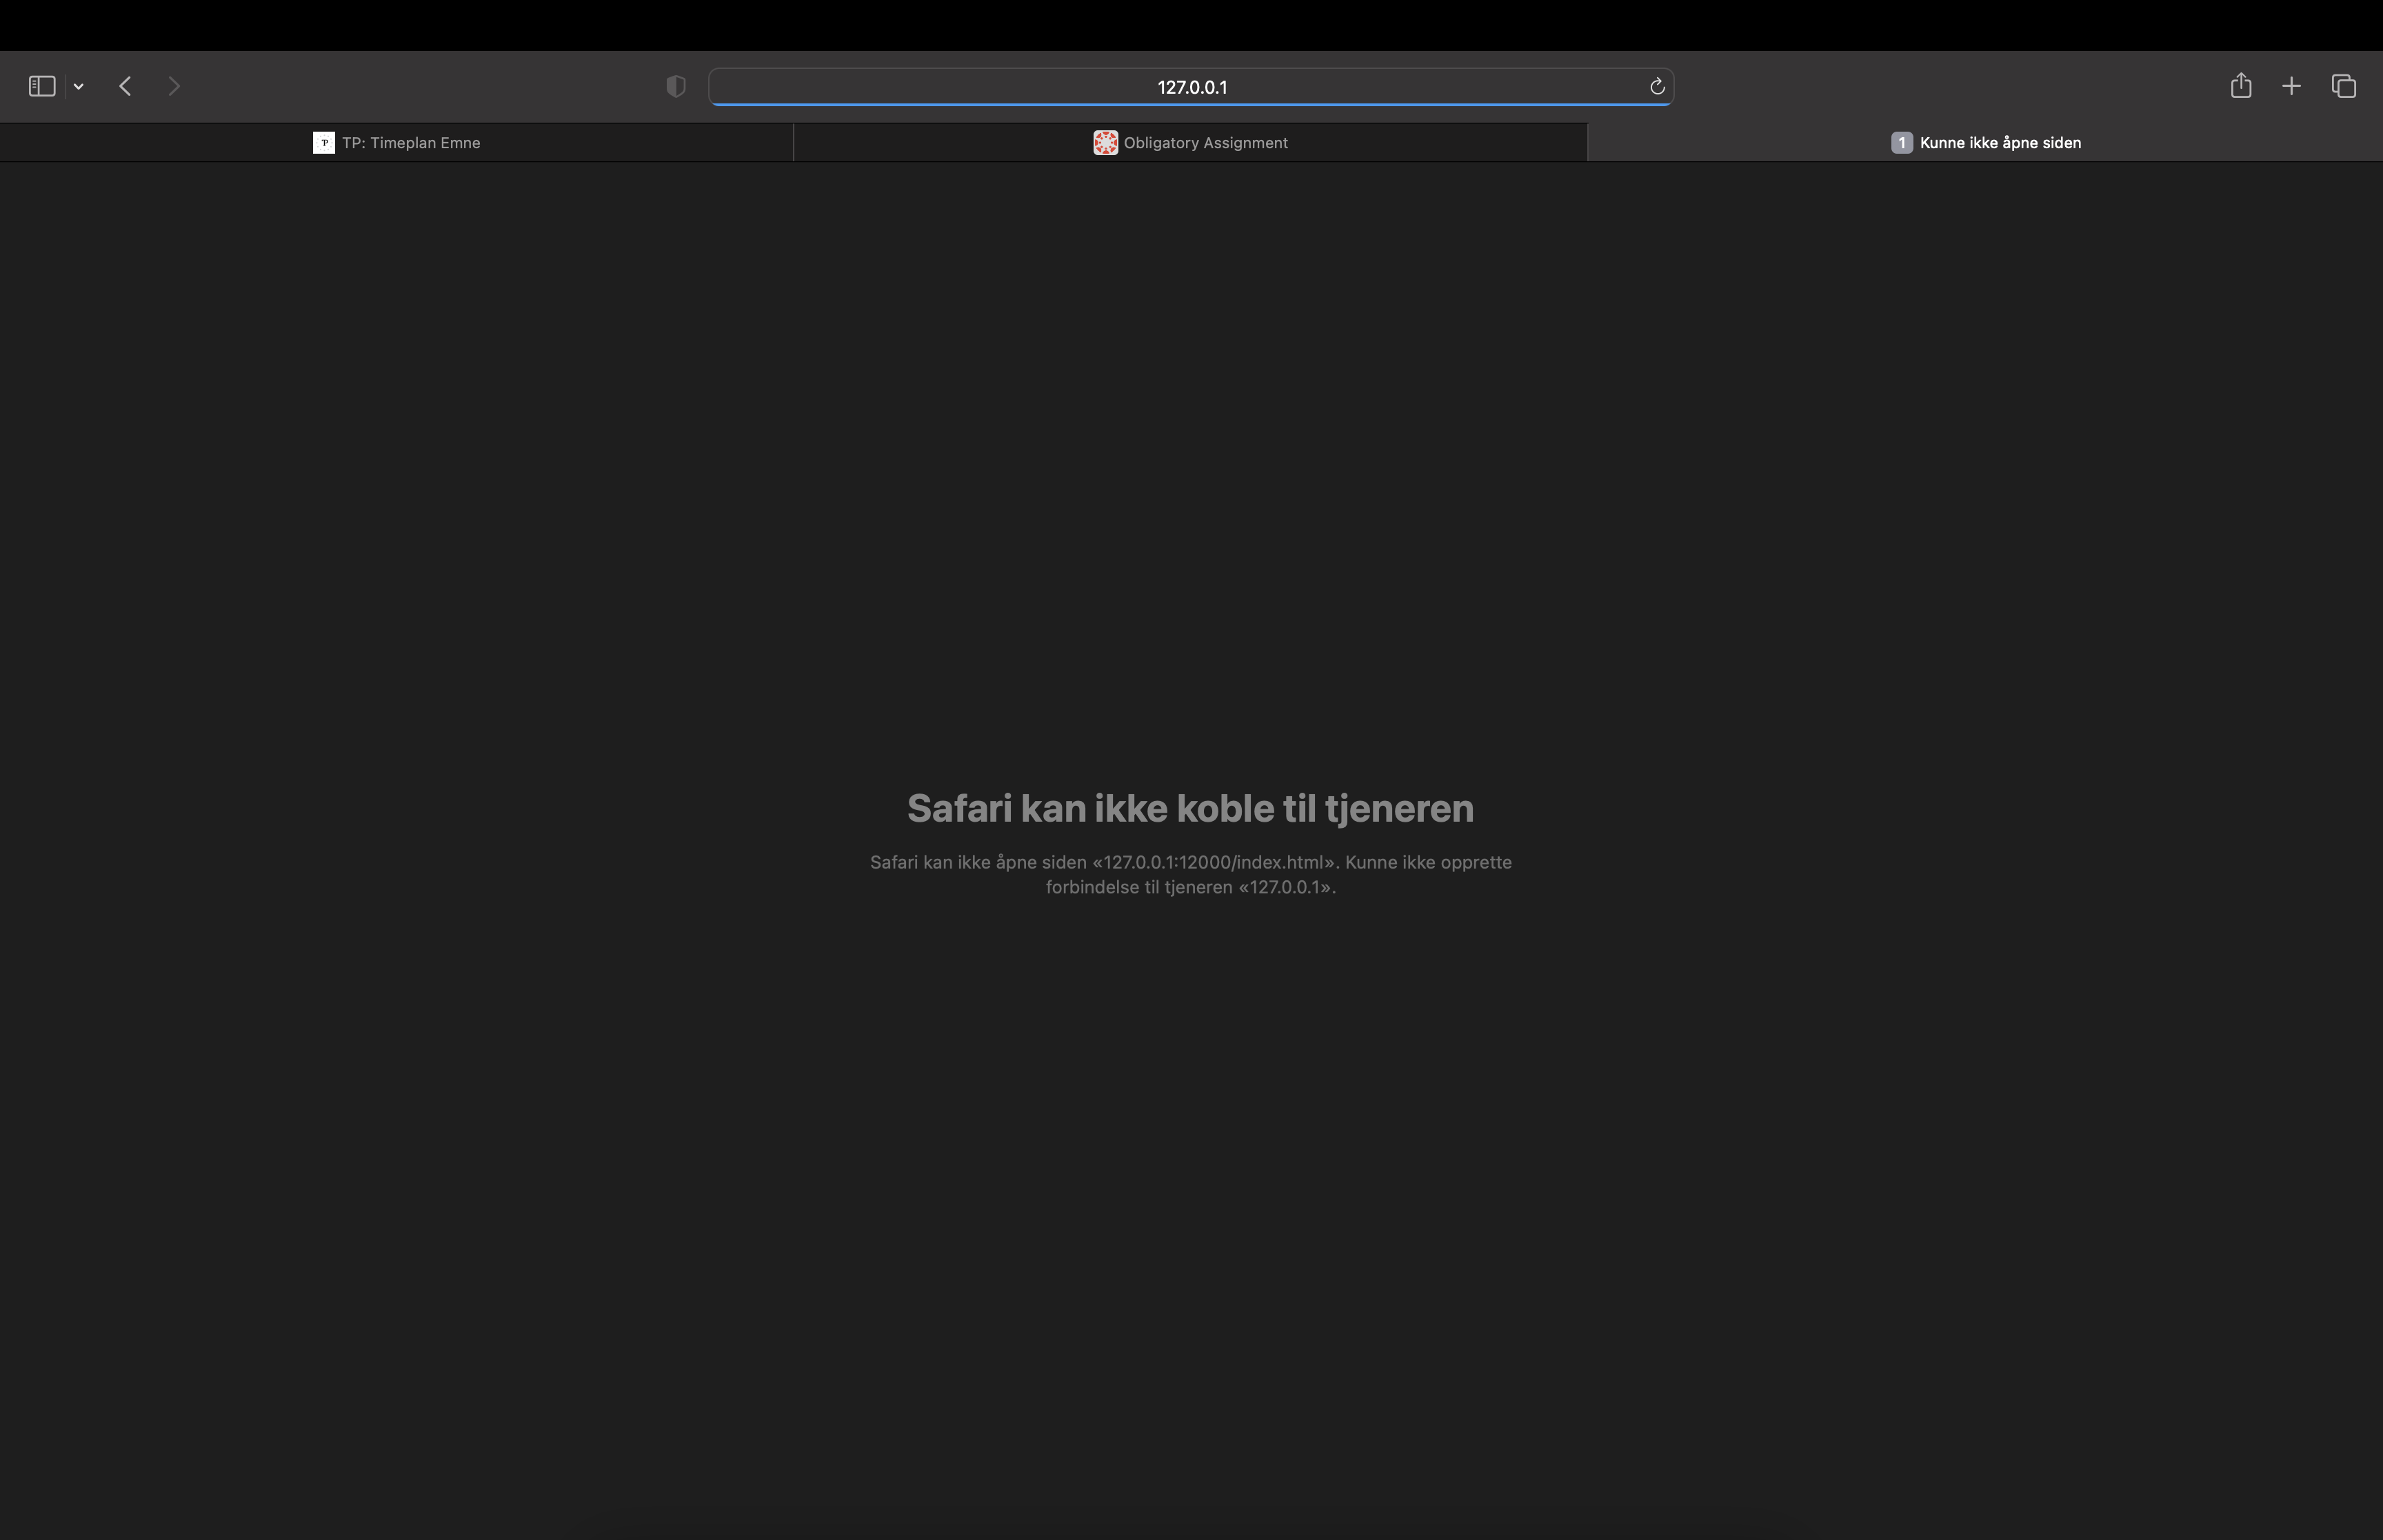 127.0.0.1
TP: Timeplan Emne
Obligatory Assignment
1 Kunne ikke åpne siden
Safari kan ikke koble til tjeneren
Safari kan ikke åpne siden «127.0.0.1:12000/index.html». Kunne ikke opprette
forbindelse til tjeneren «127.0.0.1».